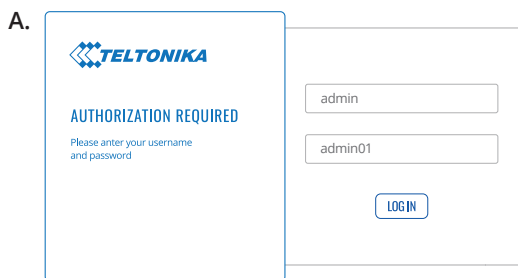 A.
TELTONIKA
AUTHORIZATION REQUIRED
Please anter your username
and password
admin
admin01
LOG IN